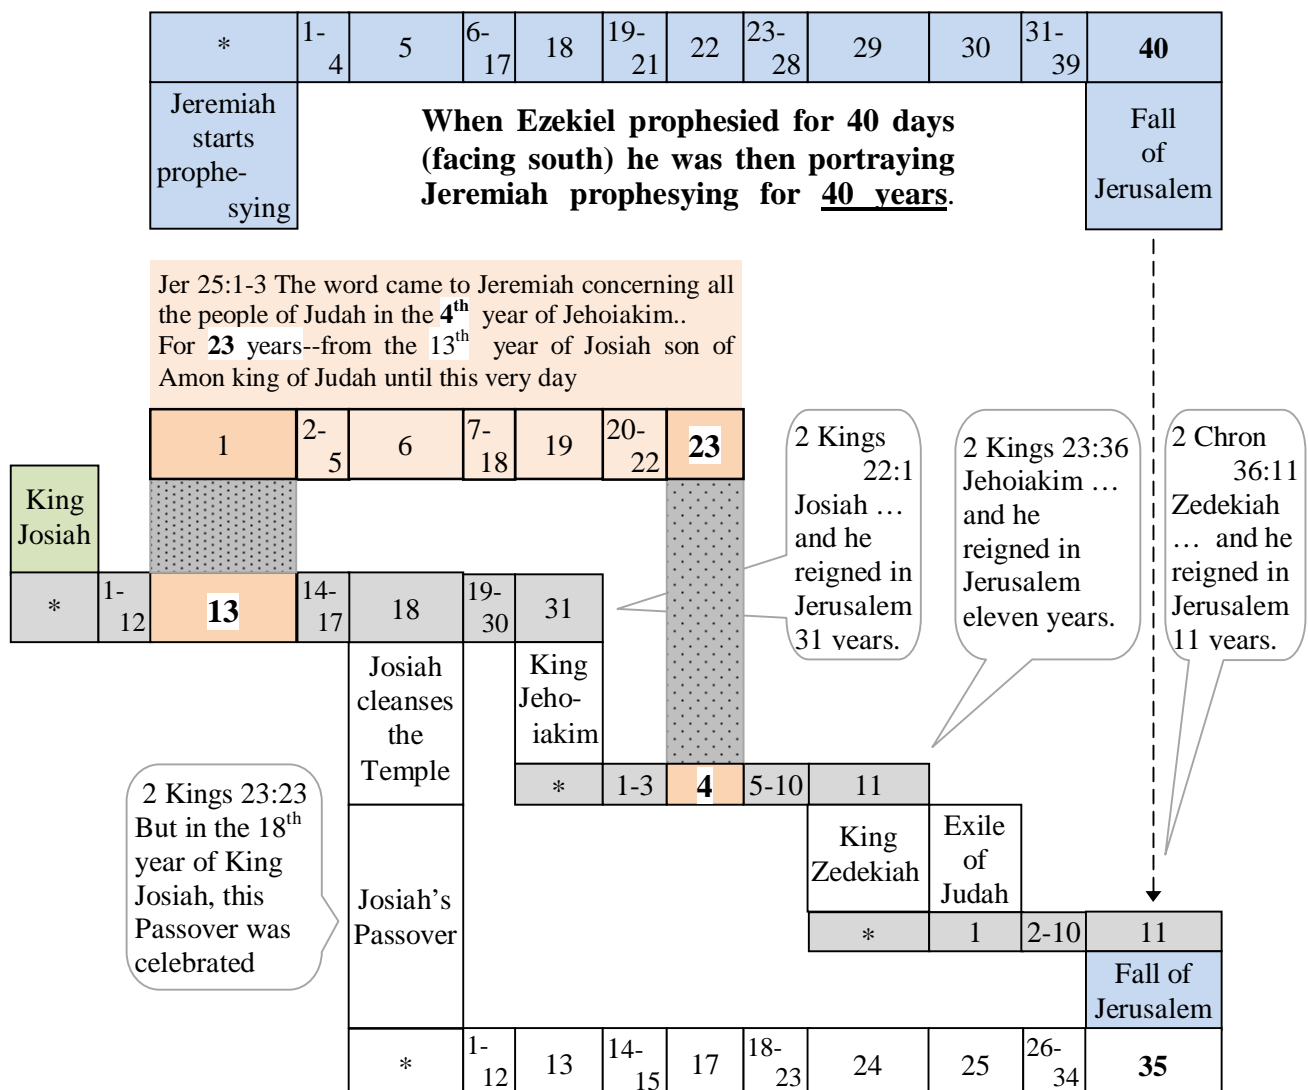 * 1-4 5 6-17 18 19-21 22 23-28 29 30 31-39 40
Jeremiah
starts
prophe-
sying
When Ezekiel prophesied for 40 days
(facing south) he was then portraying
Jeremiah prophesying for 40 years.
Fall
of
Jerusalem
Jer 25:1-3 The word came to Jeremiah concerning all
the people of Judah in the 4th year of Jehoiakim..
For 23 years--from the 13th year of Josiah son of
Amon king of Judah until this very day
1 2-5 6 7-18 19 20-22 23
2 Kings
22:1
Josiah …
and he
reigned in
Jerusalem
31 years.
2 Kings 23:36
Jehoiakim …
and he
reigned in
Jerusalem
eleven years.
2 Chron
36:11
Zedekiah
… and he
reigned in
Jerusalem
11 years.
King
Josiah
* 1-12 13 14-17 18 19-30 31
Josiah
cleanses
the
Temple
King
Jeho-
iakim
* 1-3 4 5-10 11
2 Kings 23:23
But in the 18th
year of King
Josiah, this
Passover was
celebrated
Josiah's
Passover
King
Zedekiah
Exile
of
Judah
* 1 2-10 11
Fall of
Jerusalem
* 1-12 13 14-15 17 18-23 24 25 26-34 35